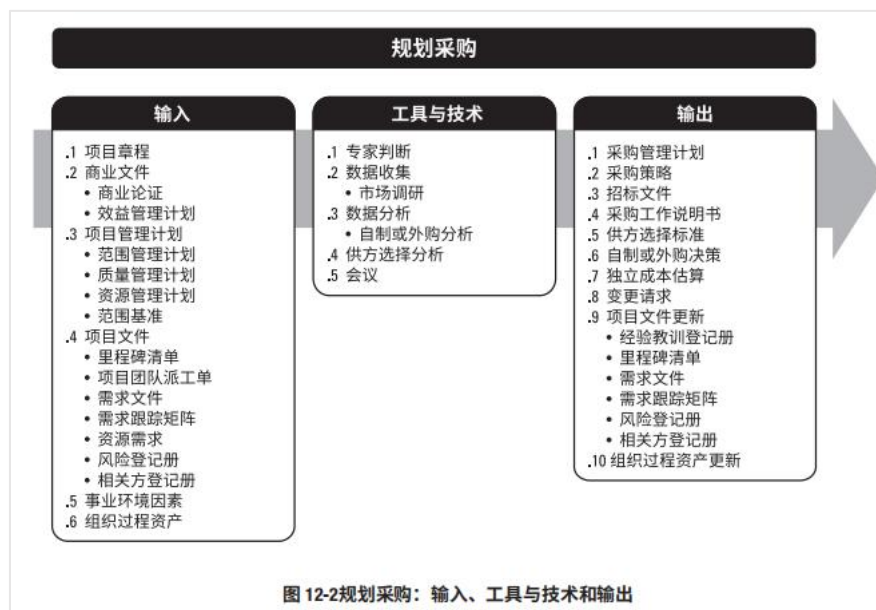 规划采购
输入
.1 项目章程
.2 商业文件
• 商业论证
• 效益管理计划
.3 项目管理计划
• 范围管理计划
• 质量管理计划
• 资源管理计划
• 范围基准
.4 项目文件
• 里程碑清单
• 项目团队派工单
• 需求文件
• 需求跟踪矩阵
• 资源需求
• 风险登记册
• 相关方登记册
.5 事业环境因素
.6 组织过程资产
工具与技术
.1 专家判断
.2 数据收集
• 市场调研
.3 数据分析
• 自制或外购分析
.4 供方选择分析
.5 会议
输出
.1 采购管理计划
.2 采购策略
.3 招标文件
.4 采购工作说明书
.5 供方选择标准
.6 自制或外购决策
.7 独立成本估算
.8 变更请求
.9 项目文件更新
• 经验教训登记册
• 里程碑清单
• 需求文件
• 需求跟踪矩阵
• 风险登记册
• 相关方登记册
.10 组织过程资产更新
图 12-2规划采购：输入、工具与技术和输出